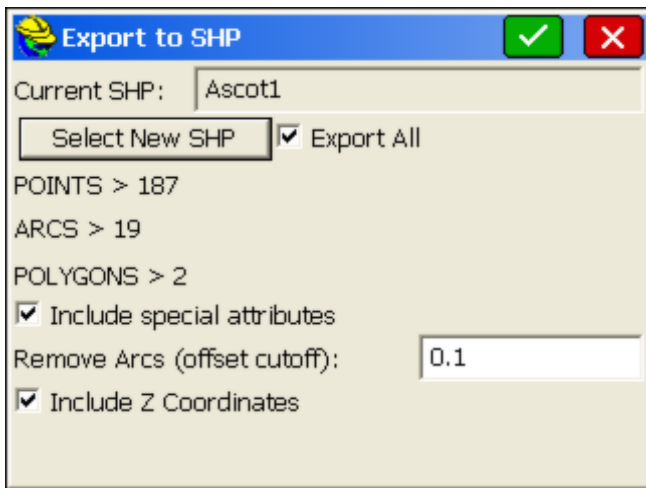 Export to SHP
Current SHP: Ascot1
Select New SHP Export All
POINTS > 187
ARCS > 19
POLYGONS > 2
Include special attributes
Remove Arcs (offset cutoff): 0.1
Include Z Coordinates